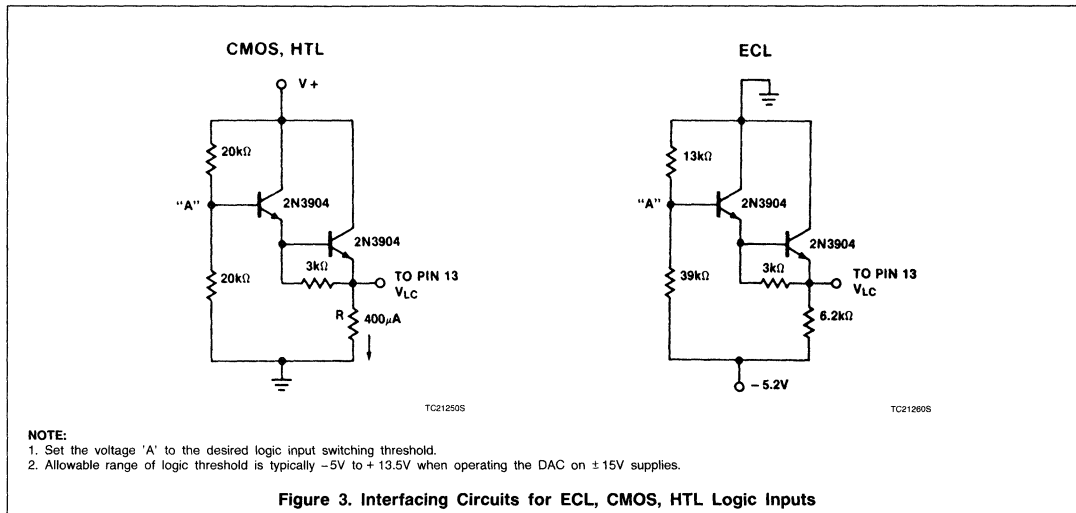 CMOS, HTL
V +
20kΩ
"A"
2N3904
2N3904
20kΩ
3kΩ
TO PIN 13
VLC
R
400µA
TC21250S
ECL
13kΩ
"A"
2N3904
2N3904
39kΩ
3kΩ
TO PIN 13
VLC
6.2kΩ
– 5.2V
TC21260S
NOTE:
1. Set the voltage 'A' to the desired logic input switching threshold.
2. Allowable range of logic threshold is typically –5V to + 13.5V when operating the DAC on ± 15V supplies.
Figure 3. Interfacing Circuits for ECL, CMOS, HTL Logic Inputs